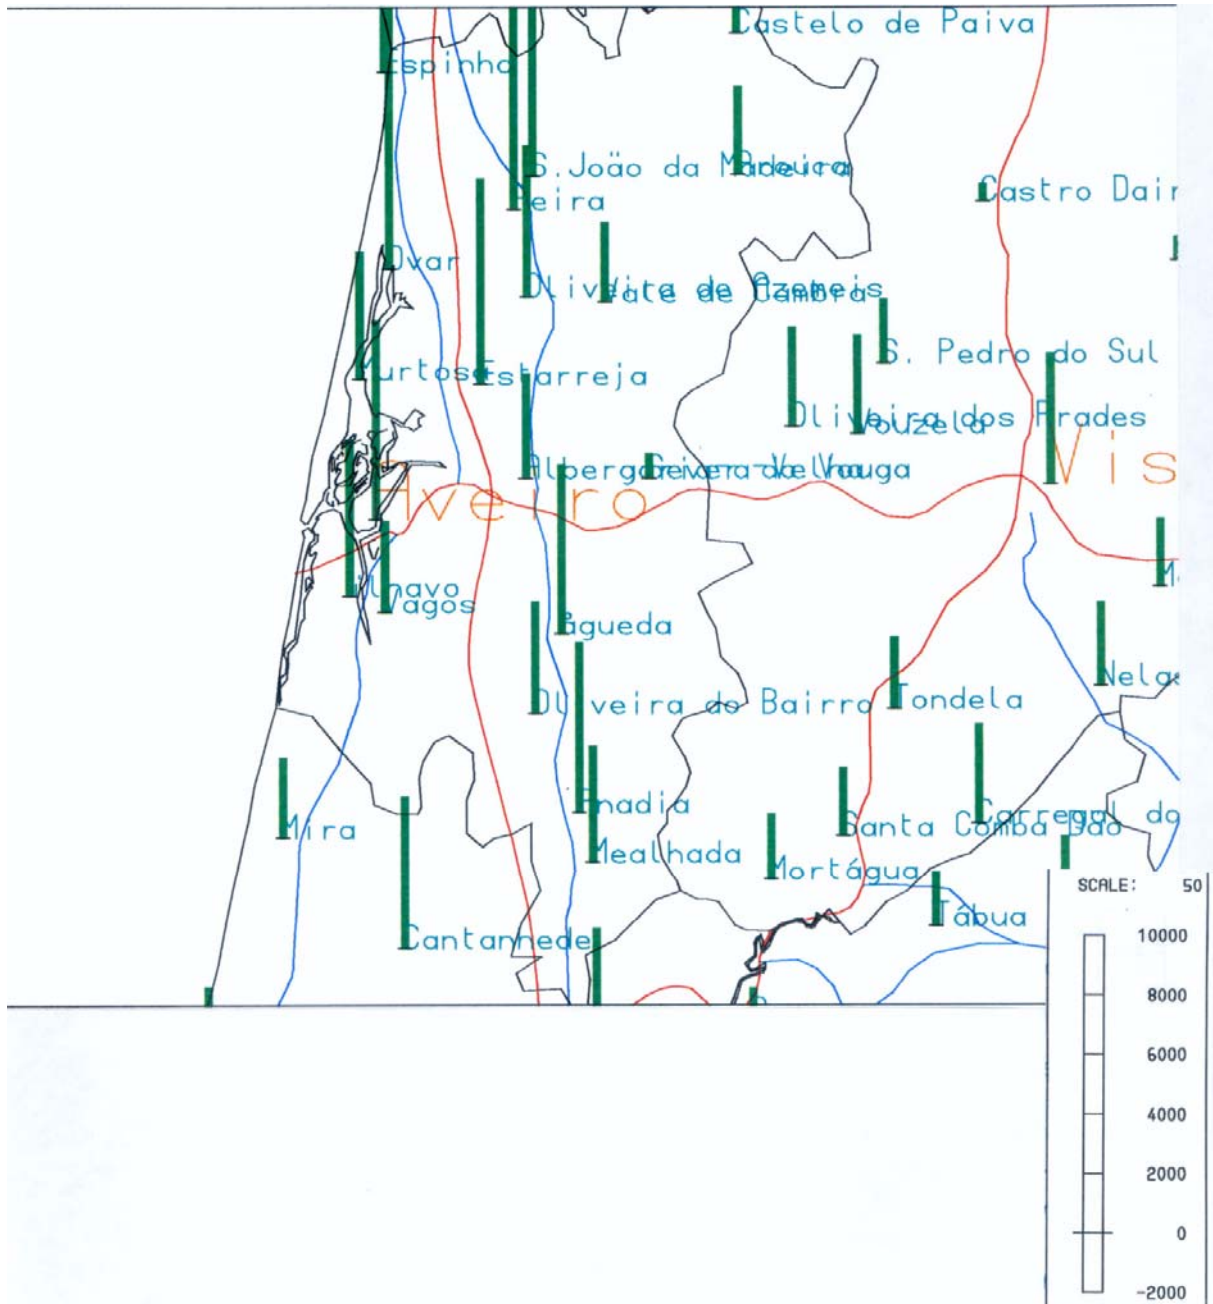 Castelo de Paiva
Espinho
S.João da Madeira
Arouca
Feira
Castro Dair
Ovar
Oliveira de Azemeis
Vale de Cambra
Murtosa
Estarreja
S. Pedro do Sul
Oliveira dos Frades
Vouzela
Albergaria-a-Velha
Sever do Vouga
Vis
Aveiro
Ilhavo
Vagos
Águeda
Nelas
Oliveira do Bairro
Tondela
Anadia
Carregal do
Mira
Santa Comba Dão
Mealhada
Mortágua
SCALE: 50
Tábua
Cantanhede
10000
8000
6000
4000
2000
0
-2000